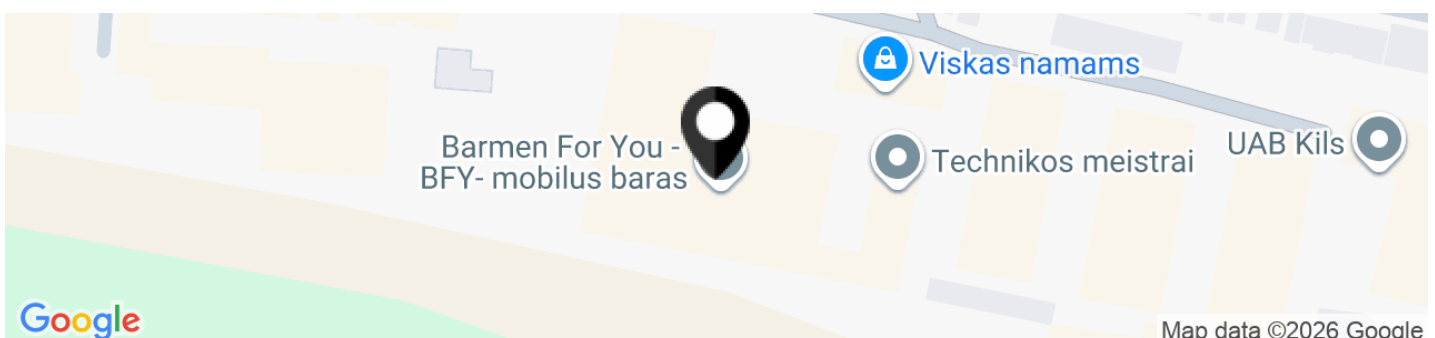 Viskas namams
Barmen For You -
BFY- mobilus baras
Technikos meistrai
UAB Kils
Google
Map data ©2026 Google